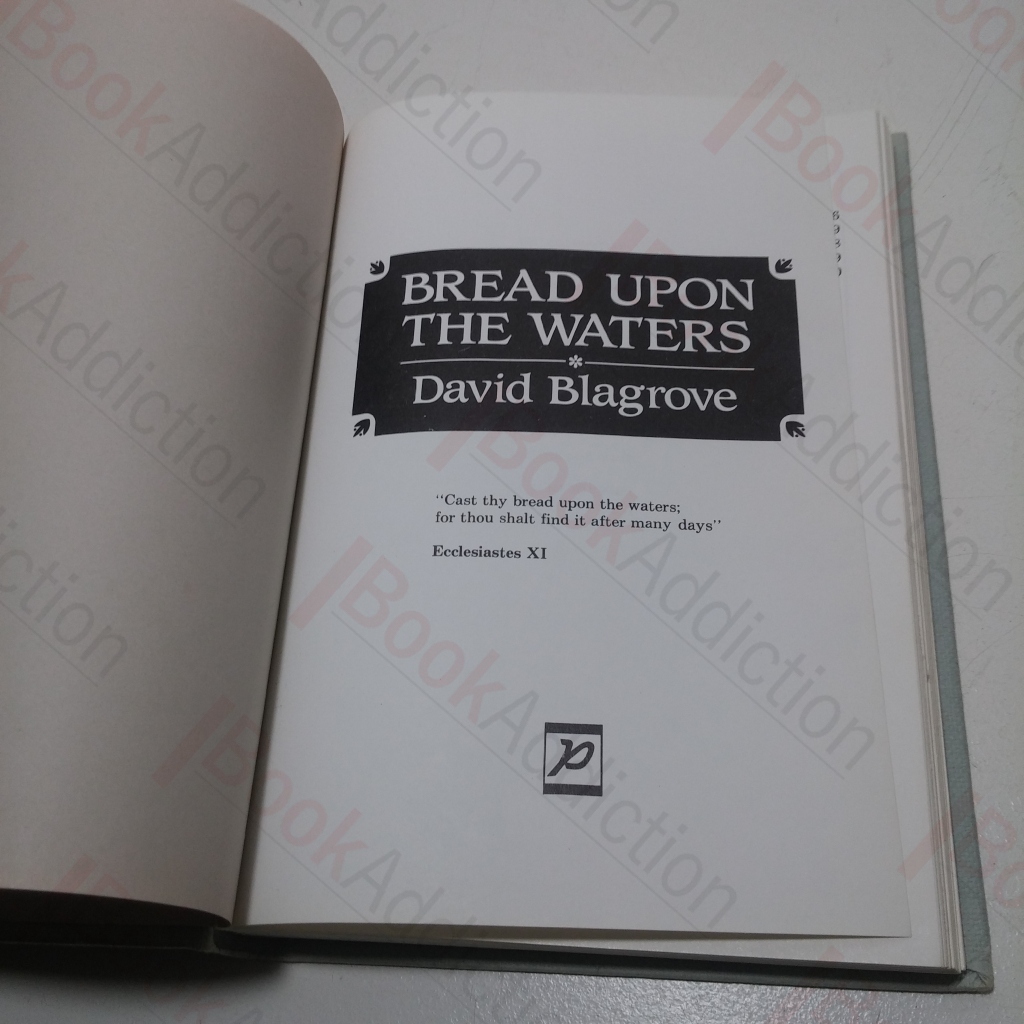 BREAD UPON
THE WATERS
David Blagrove
"Cast thy bread upon the waters;
for thou shalt find it after many days"
Ecclesiastes XI
p
BookAddiction